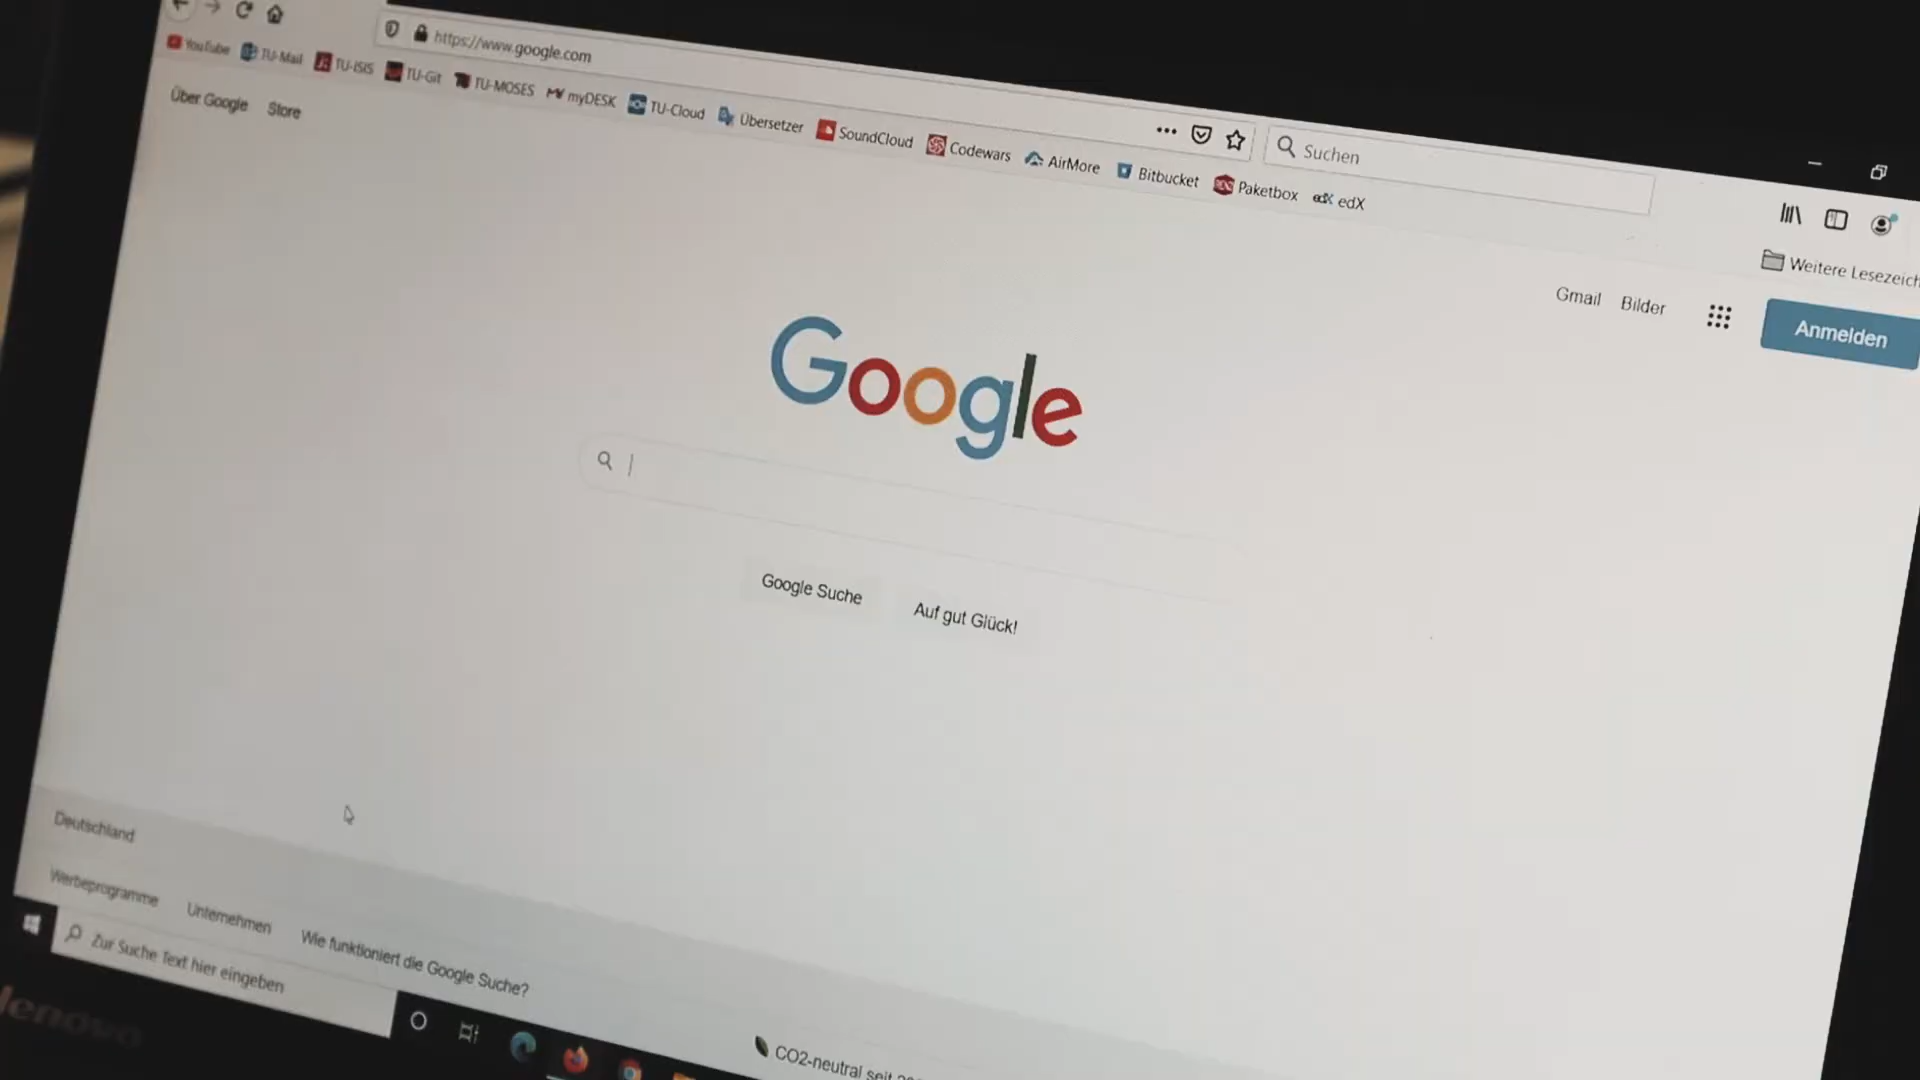 https://www.google.com
Suchen
YouTube TU-Mail TU-ISIS TU-Git TU-MOSES myDESK TU-Cloud Übersetzer SoundCloud Codewars AirMore Bitbucket Paketbox edX edX
Weitere Lesezeich
Über Google Store
Gmail Bilder
Anmelden
Google
Google Suche Auf gut Glück!
Deutschland
Werbeprogramme Unternehmen Wie funktioniert die Google Suche?
CO2-neutral seit
Zur Suche Text hier eingeben
lenovo